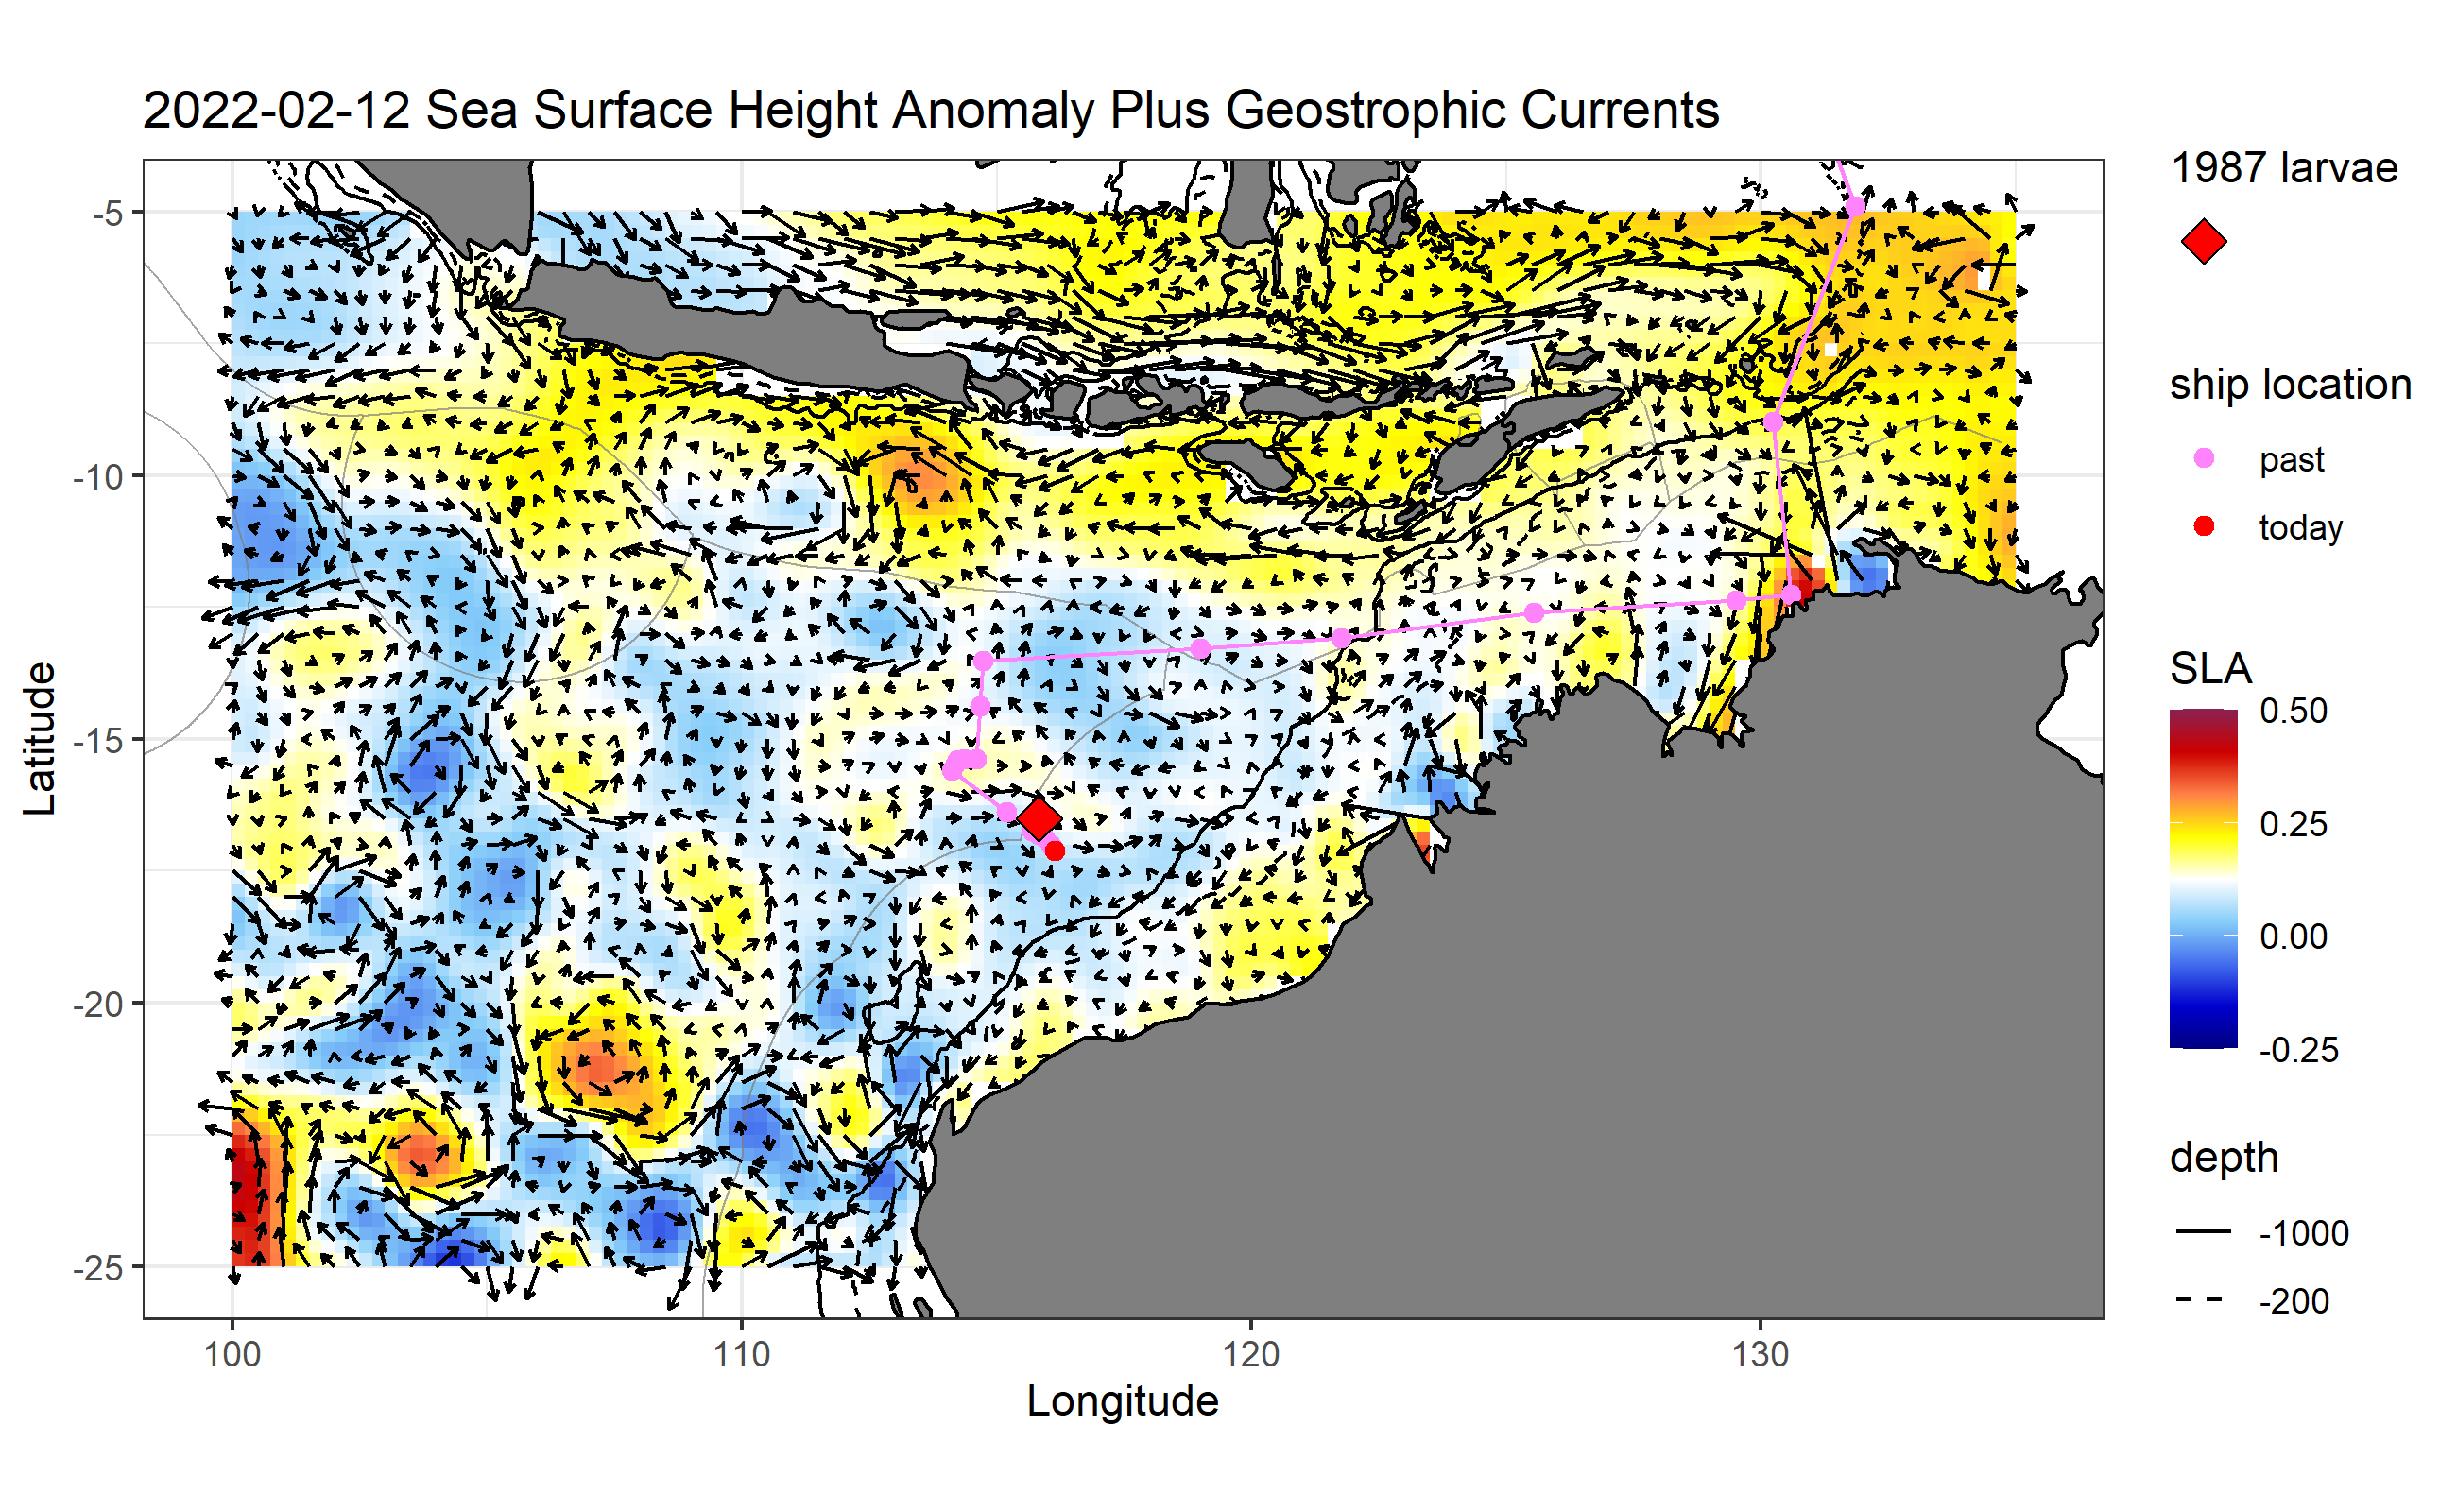 2022-02-12 Sea Surface Height Anomaly Plus Geostrophic Currents
Latitude
-5
-10
-15
-20
-25
100
110
120
130
Longitude
1987 larvae
ship location
past
today
SLA
0.50
0.25
0.00
-0.25
depth
-1000
-200